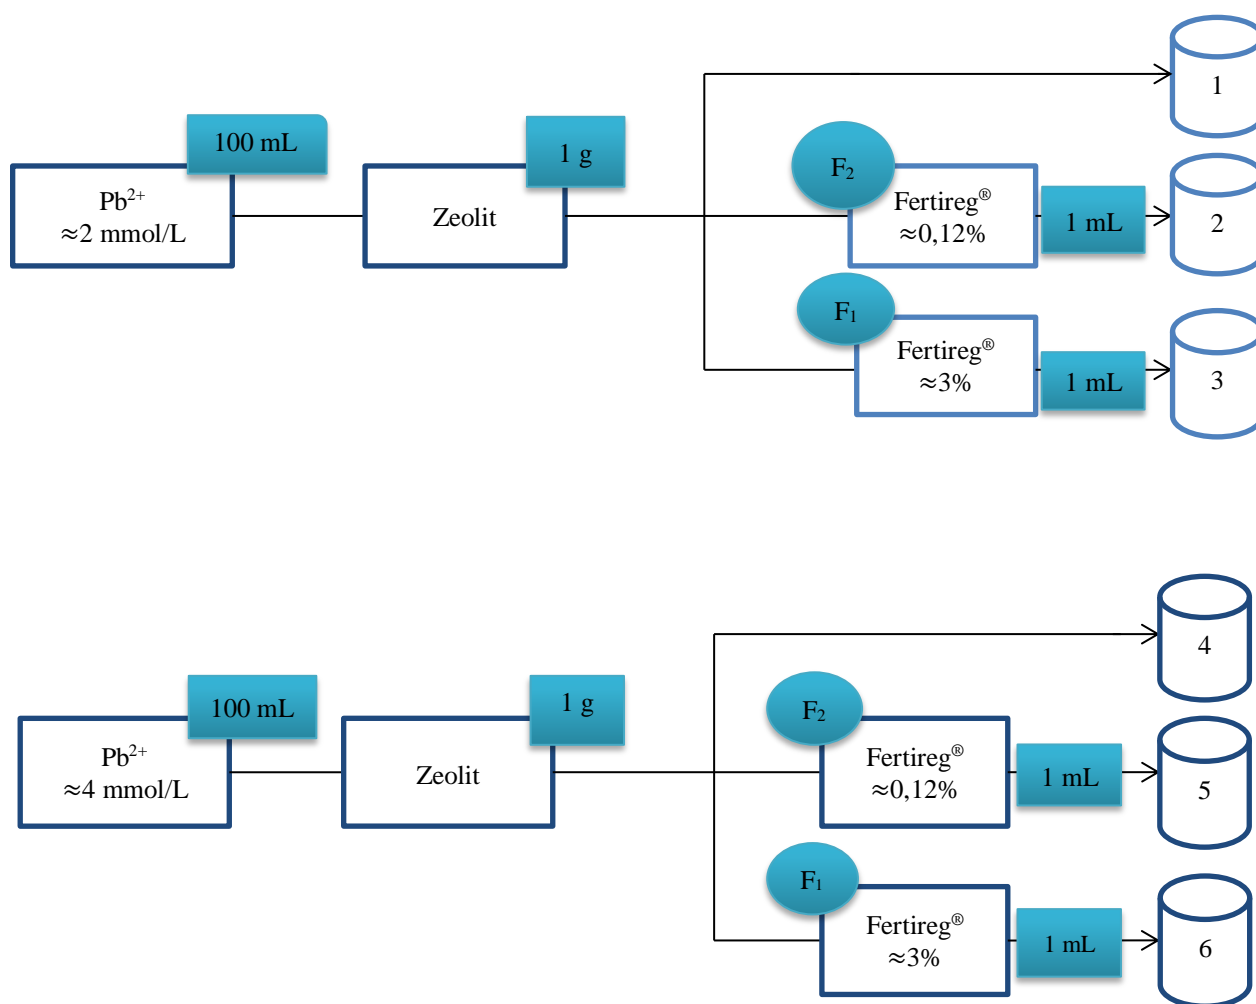 100 mL
Pb²⁺
≈2 mmol/L
1 g
Zeolit
1
F₂
Fertireg®
≈0,12%
1 mL
2
F₁
Fertireg®
≈3%
1 mL
3
100 mL
Pb²⁺
≈4 mmol/L
1 g
Zeolit
4
F₂
Fertireg®
≈0,12%
1 mL
5
F₁
Fertireg®
≈3%
1 mL
6